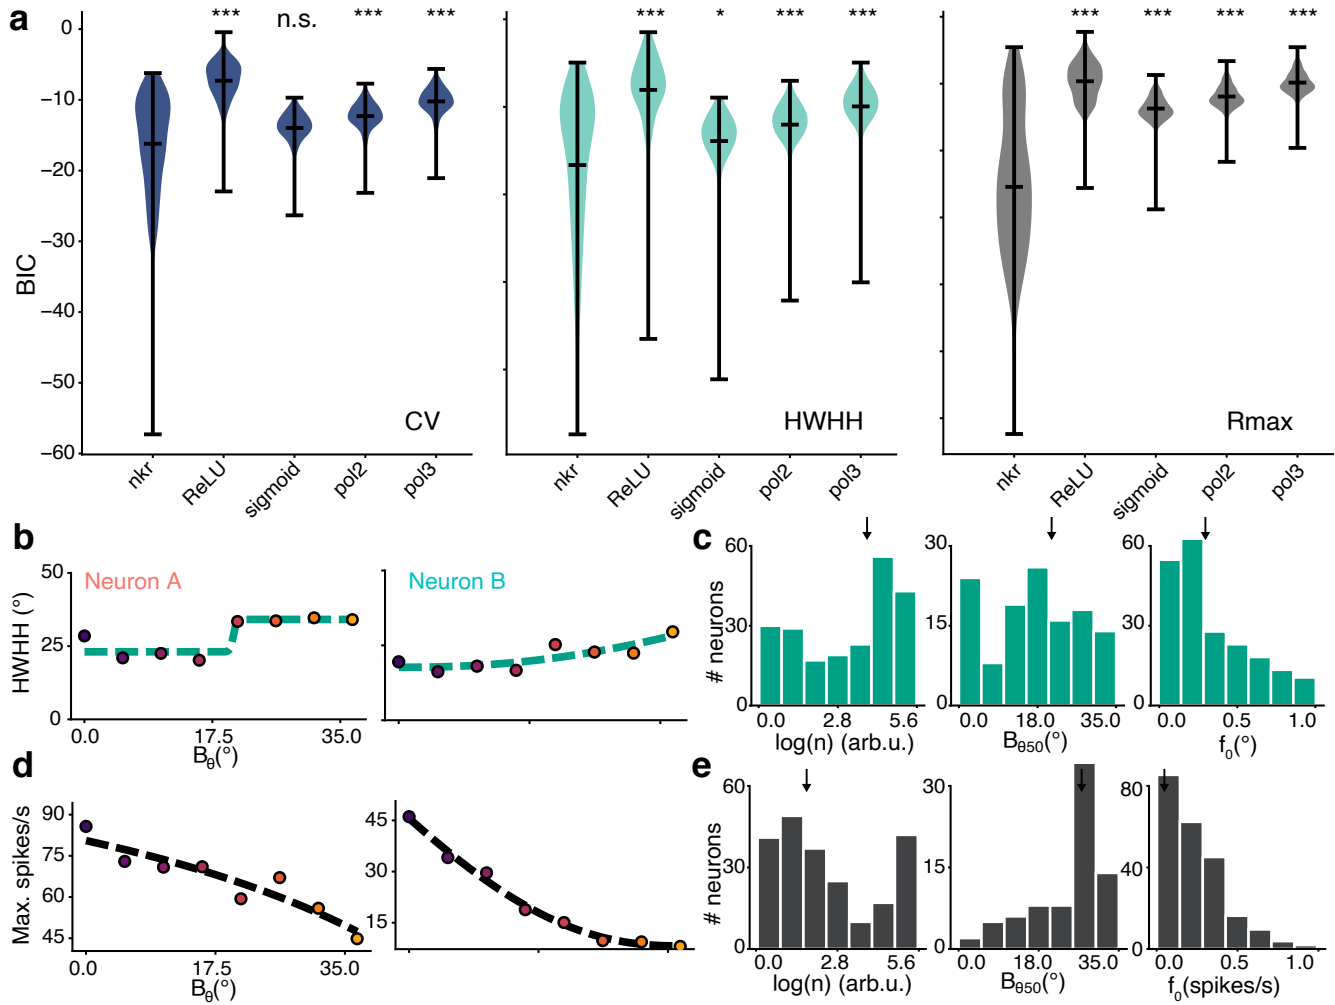 a
n.s.
***
***
***
***
*
***
***
***
***
***
***
0
−10
−20
−30
−40
−50
−60
BIC
CV
HWHH
Rmax
nkr
ReLU
sigmoid
pol2
pol3
nkr
ReLU
sigmoid
pol2
pol3
nkr
ReLU
sigmoid
pol2
pol3
b
Neuron A
Neuron B
50
25
0
HWHH (°)
0.0
17.5
35.0
Bθ(°)
c
60
30
0
# neurons
0.0
2.8
5.6
log(n) (arb.u.)
30
15
0
0.0
18.0
35.0
Bθ50(°)
60
30
0
0.0
0.5
1.0
f0(°)
d
90
75
60
45
Max. spikes/s
0.0
17.5
35.0
Bθ(°)
45
30
15
e
60
30
0
# neurons
0.0
2.8
5.6
log(n) (arb.u.)
30
15
0
0.0
18.0
35.0
Bθ50(°)
80
40
0
0.0
0.5
1.0
f0(spikes/s)